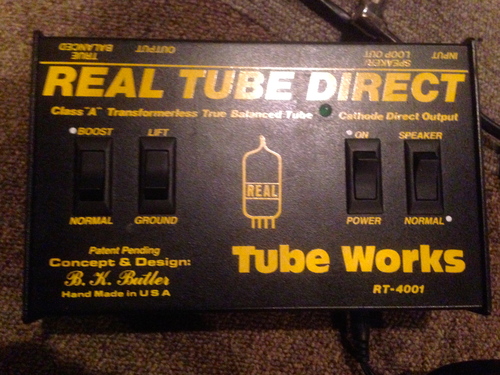 TRUE BALANCED
OUTPUT
SPEAKER LOOP OUT
INPUT
REAL TUBE DIRECT
Class "A" Transformerless True Balanced Tube Cathode Direct Output
BOOST
LIFT
ON
SPEAKER
REAL
NORMAL
GROUND
POWER
NORMAL
Patent Pending
Concept & Design:
B. K. Butler
Hand Made in U S A
Tube Works
RT-4001